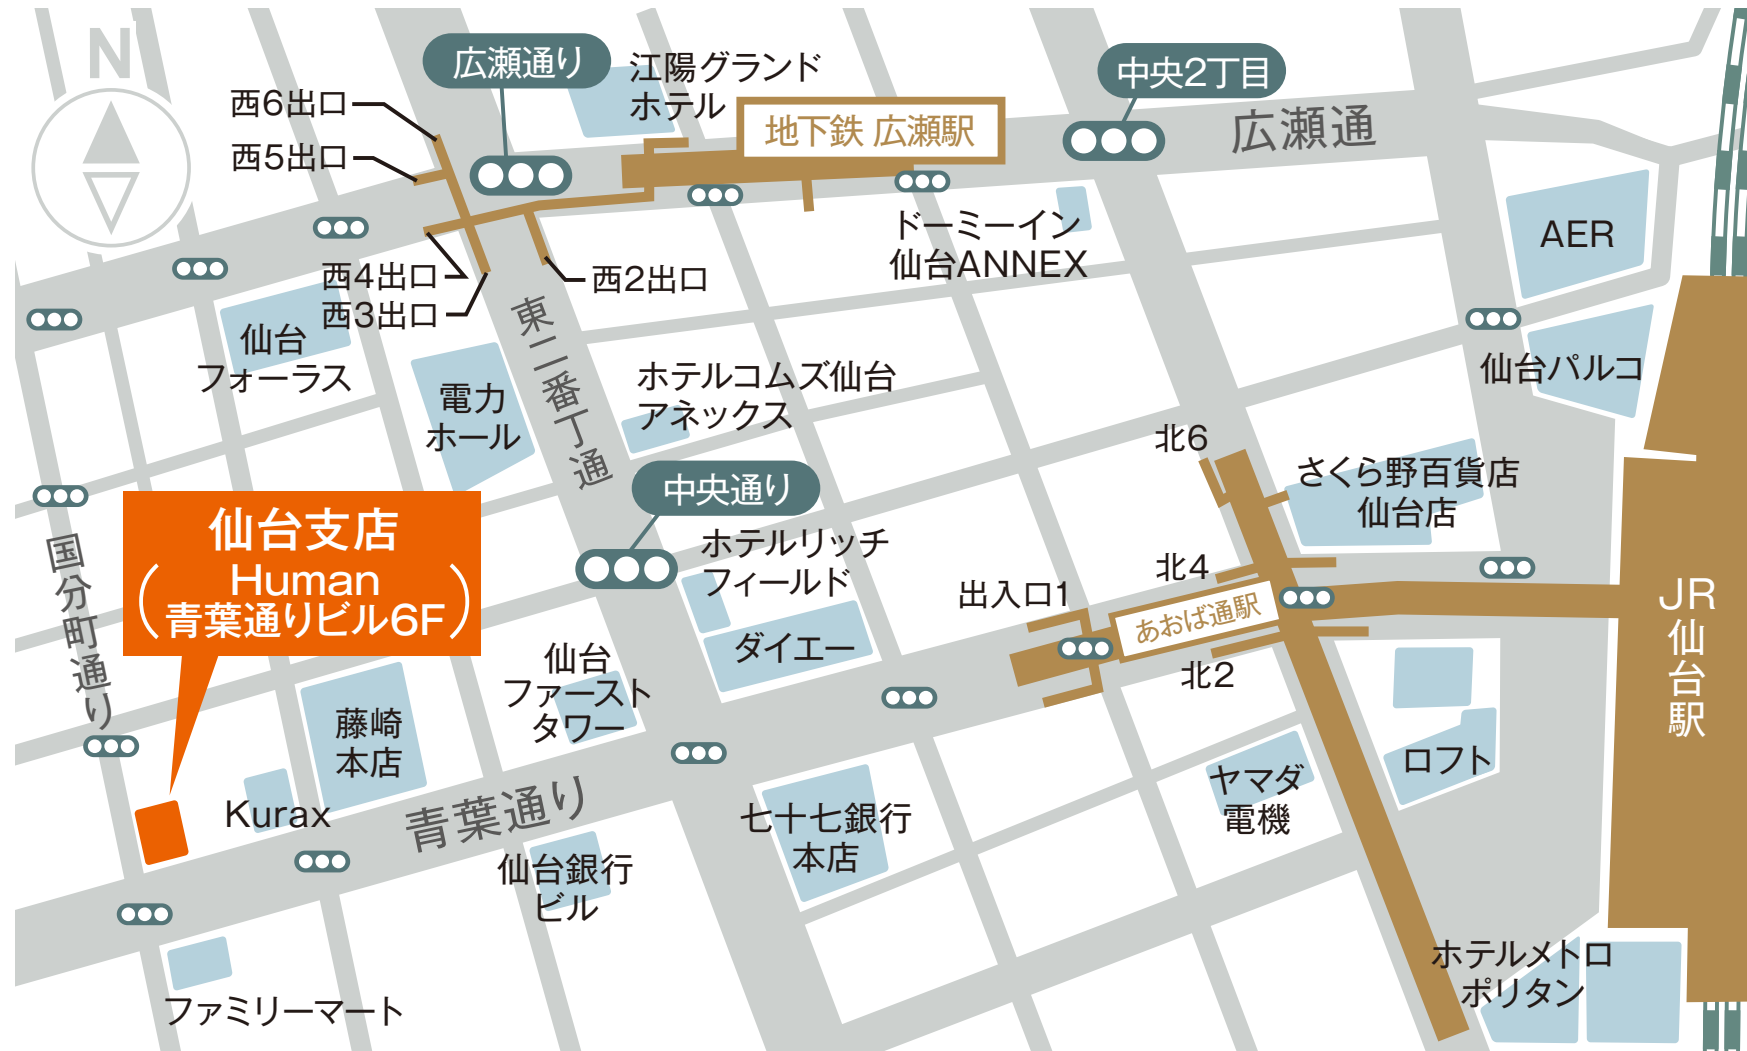 N
広瀬通り
江陽グランド
ホテル
中央2丁目
西6出口
西5出口
地下鉄 広瀬駅
広瀬通
ドーミーイン
仙台ANNEX
AER
西4出口
西3出口
西2出口
東二番丁通
仙台
フォーラス
電力
ホール
ホテルコムズ仙台
アネックス
仙台パルコ
北6
さくら野百貨店
仙台店
中央通り
ホテルリッチ
フィールド
国分町通り
仙台支店
(Human
青葉通りビル6F)
出入口1
北4
あおば通駅
北2
JR仙台駅
ダイエー
仙台
ファースト
タワー
藤崎
本店
Kurax
青葉通り
仙台銀行
ビル
七十七銀行
本店
ヤマダ
電機
ロフト
ファミリーマート
ホテルメトロ
ポリタン